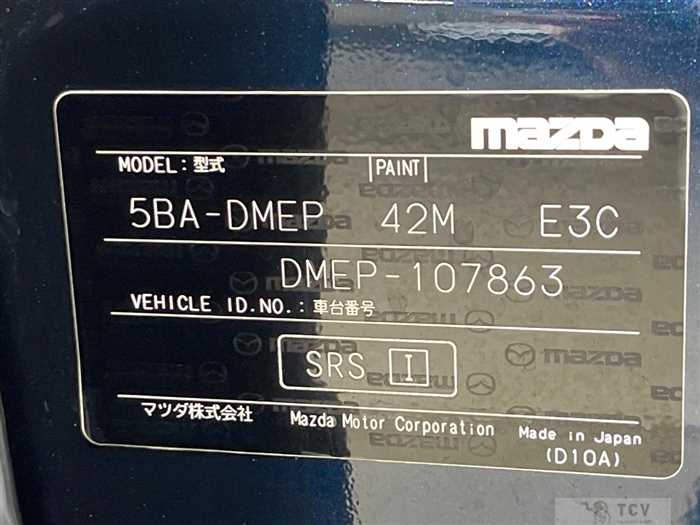 mazda
MODEL: 型式 PAINT
5BA-DMEP 42M E3C
DMEP-107863
VEHICLE ID.NO.: 車台番号
SRS I
マツダ株式会社 Mazda Motor Corporation Made in Japan
(D10A)
TCV